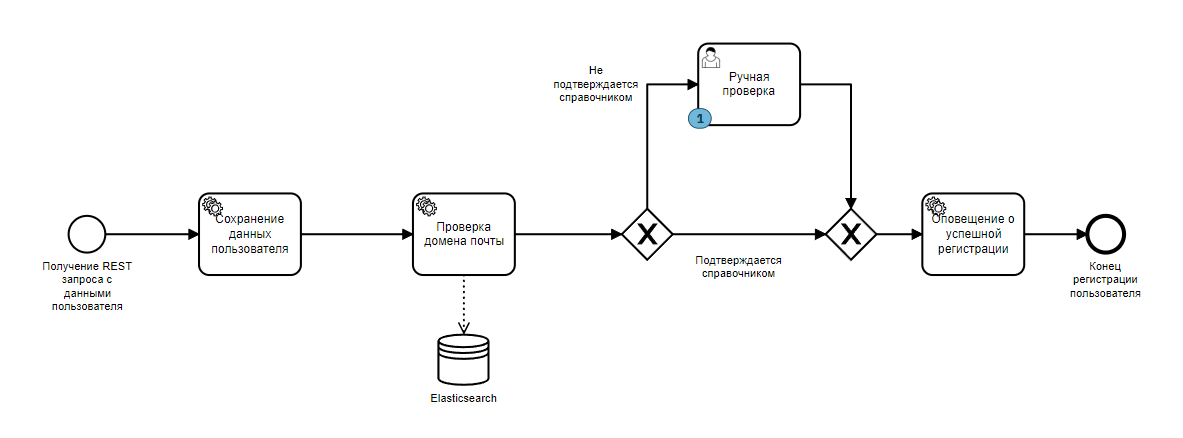 Получение REST
запроса с
данными
пользователя
Сохранение
данных
пользователя
Проверка
домена почты
Elasticsearch
Не
подтверждается
справочником
Ручная
проверка
1
Подтверждается
справочником
Оповещение о
успешной
регистрации
Конец
регистрации
пользователя